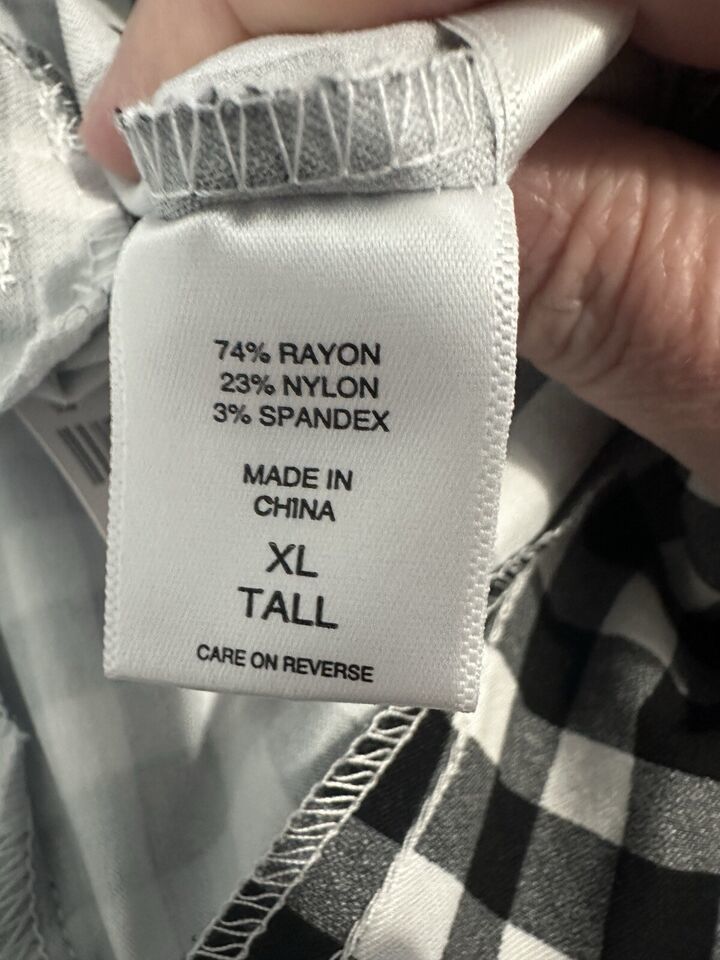 74% RAYON
23% NYLON
3% SPANDEX
MADE IN
CHINA
XL
TALL
CARE ON REVERSE